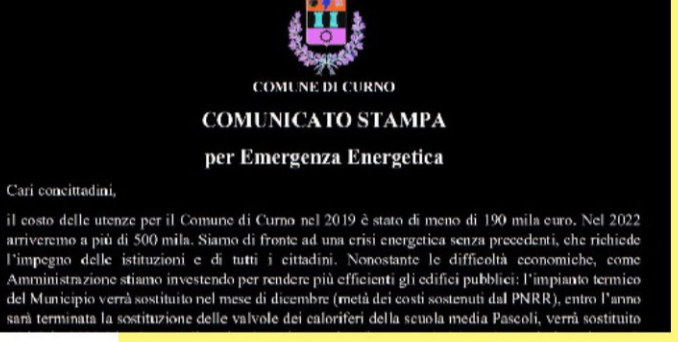 COMUNE DI CURNO
COMUNICATO STAMPA
per Emergenza Energetica
Cari concittadini,
il costo delle utenze per il Comune di Curno nel 2019 è stato di meno di 190 mila euro. Nel 2022
arriveremo a più di 500 mila. Siamo di fronte ad una crisi energetica senza precedenti, che richiede
l'impegno delle istituzioni e di tutti i cittadini. Nonostante le difficoltà economiche, come
Amministrazione stiamo investendo per rendere più efficienti gli edifici pubblici: l'impianto termico
del Municipio verrà sostituito nel mese di dicembre (metà dei costi sostenuti dal PNRR), entro l'anno
sarà terminata la sostituzione delle valvole dei caloriferi della scuola media Pascoli, verrà sostituito